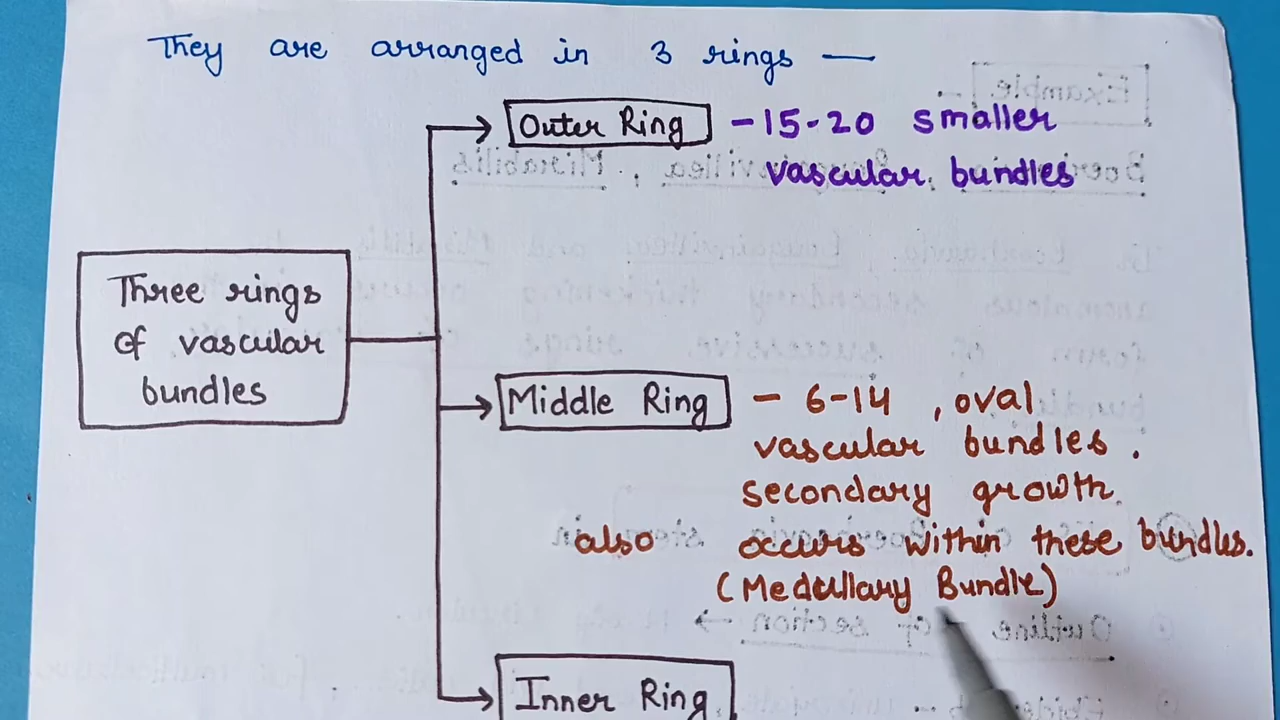 They are arranged in 3 rings —
Outer Ring - 15-20 smaller
vascular bundles
Three rings
of vascular
bundles
Middle Ring - 6-14 , oval
vascular bundles.
secondary growth
also occurs within these bundles.
(Medullary Bundle)
Inner Ring